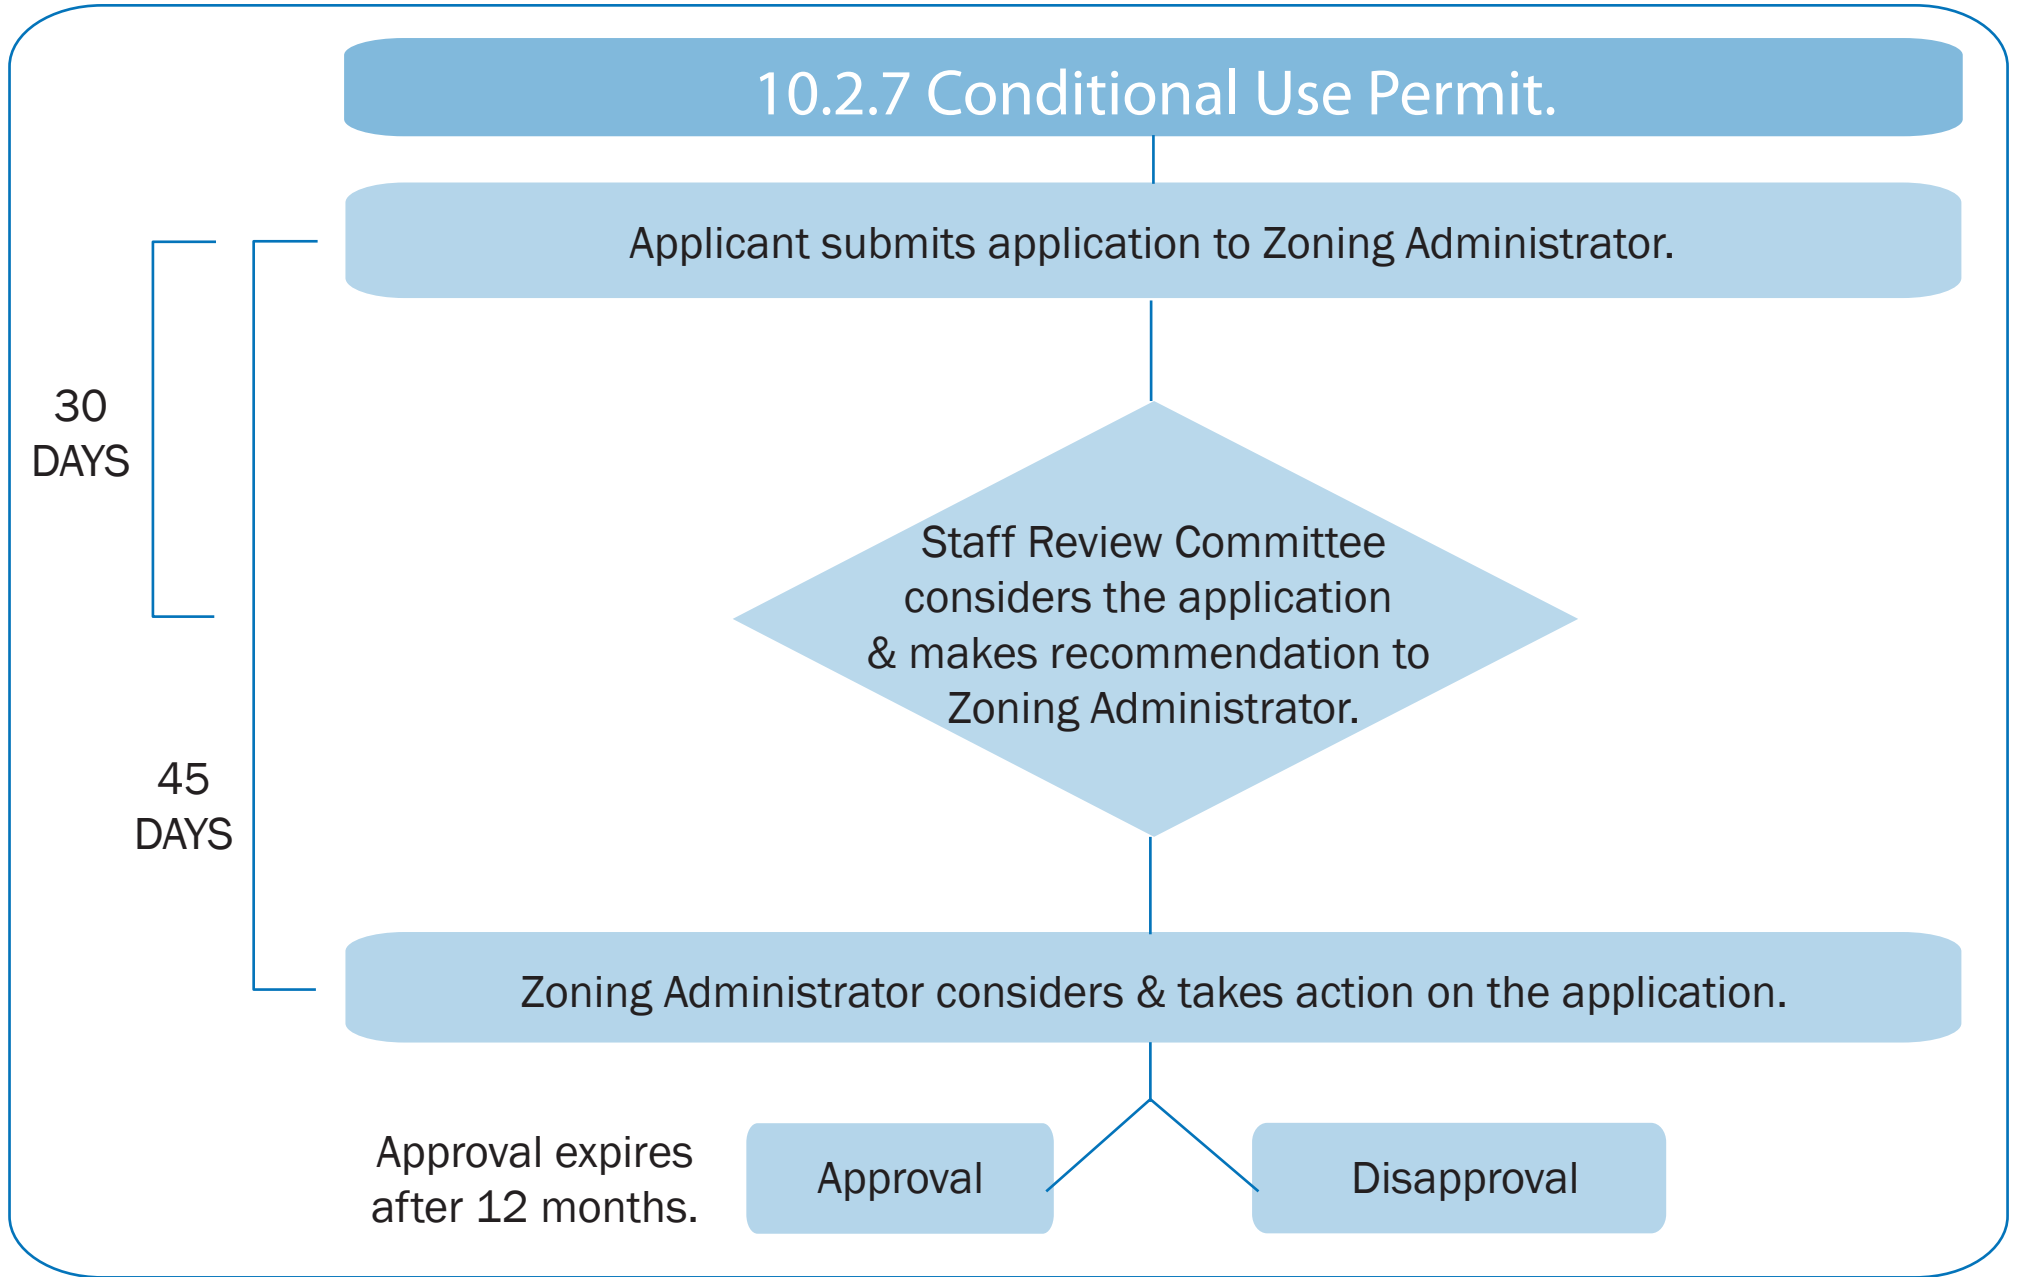 10.2.7 Conditional Use Permit.
Applicant submits application to Zoning Administrator.
30
DAYS
Staff Review Committee
considers the application
& makes recommendation to
Zoning Administrator.
45
DAYS
Zoning Administrator considers & takes action on the application.
Approval expires
after 12 months.
Approval
Disapproval